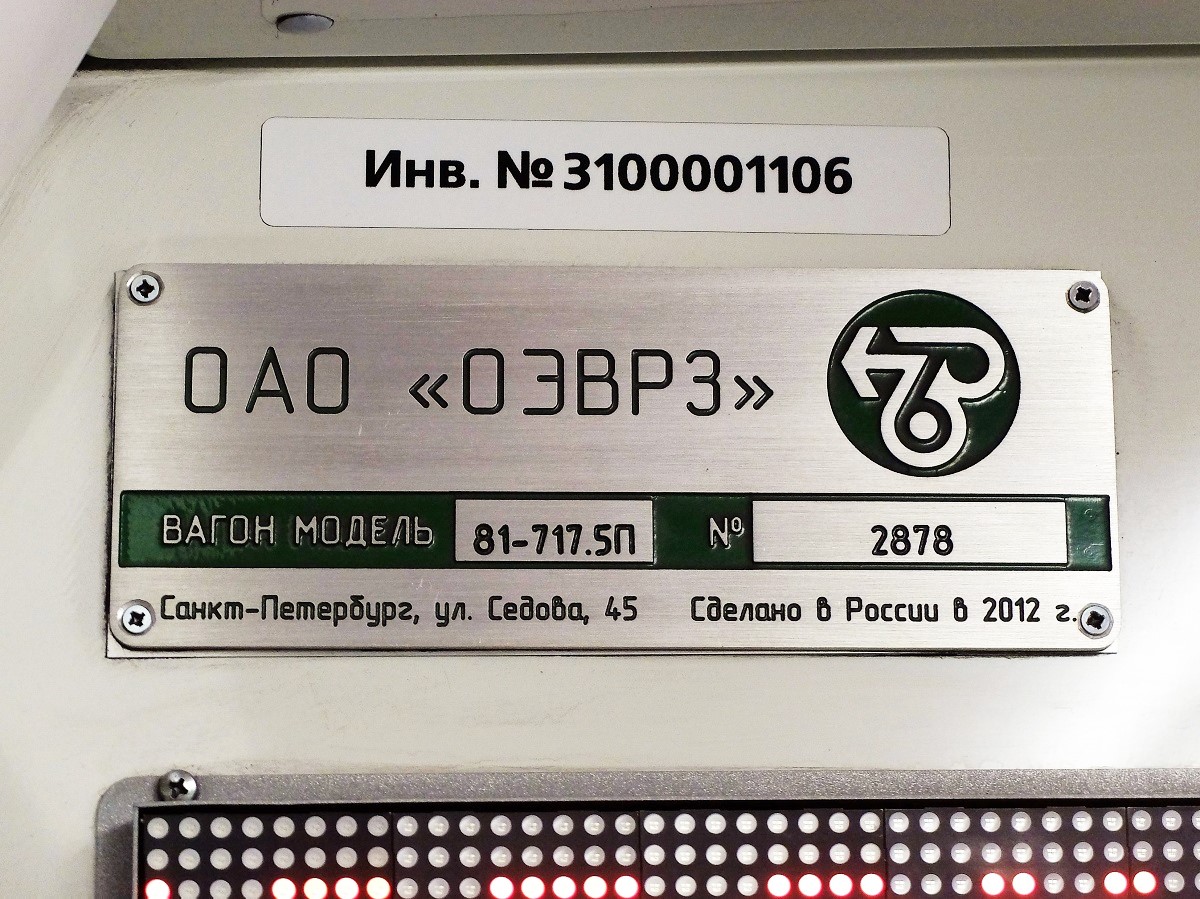 Инв. № 3100001106
ОАО «ОЭВРЗ»
ВАГОН МОДЕЛЬ 81-717.5П № 2878
Санкт-Петербург, ул. Седова, 45 Сделано в России в 2012 г.